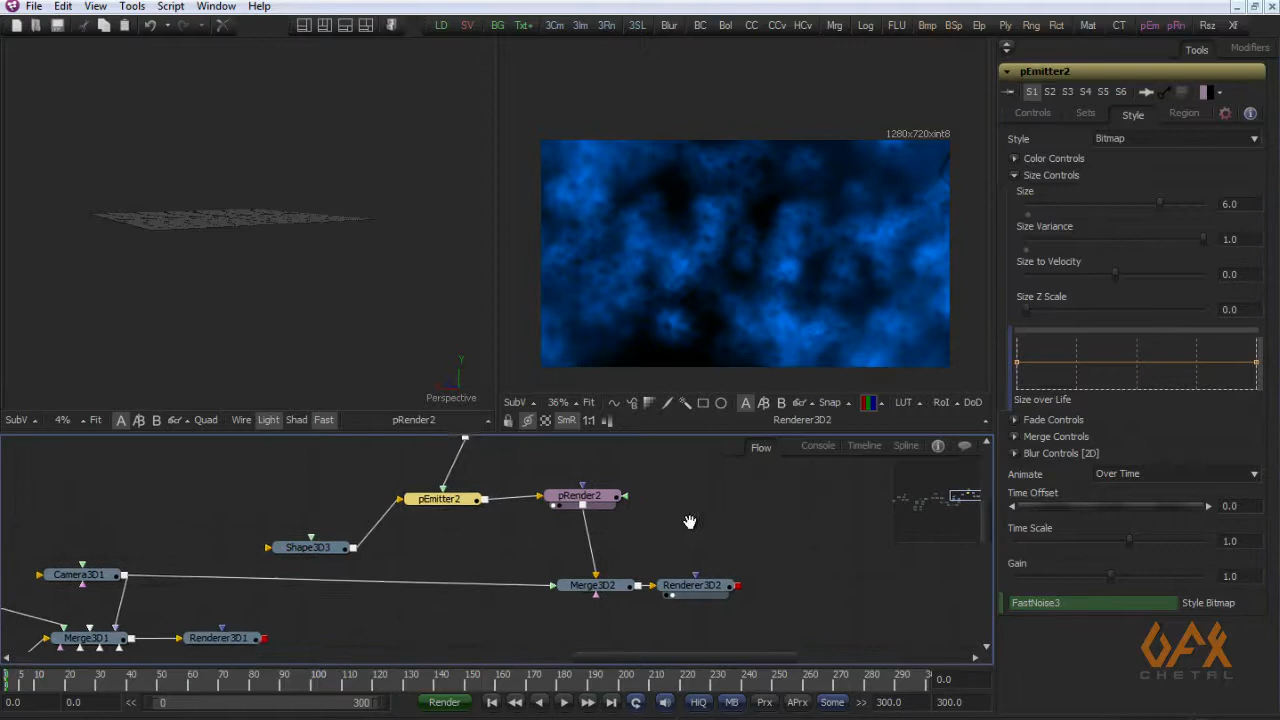 File Edit View Tools Script Window Help
LD SV BG Txt+ 3Cm 3Im 3Rn 3SL Blur BC Bol CC CCv HCv Mrg Log FLU Bmp BSp Elp Ply Rng Rct Mat CT pEm pRn Rsz Xf
Tools Modifiers
pEmitter2
S1 S2 S3 S4 S5 S6
Controls Sets Style Region
1280x720xint8
Style Bitmap
Color Controls
Size Controls
Size 6.0
Size Variance 1.0
Size to Velocity 0.0
Size Z Scale 0.0
Y
Perspective
Size over Life
SubV 4% Fit A Quad Wire Light Shad Fast pRender2
SubV 36% Fit A B Snap LUT RoI DoD
SmR 1:1 Renderer3D2
Fade Controls
Merge Controls
Blur Controls [2D]
Flow Console Timeline Spline
Animate Over Time
Time Offset 0.0
Time Scale 1.0
Gain 1.0
FastNoise3 Style Bitmap
pEmitter2 pRender2
Shape3D3
Camera3D1 Merge3D2 Renderer3D2
Merge3D1 Renderer3D1
GFX
CHETAL
0 5 10 20 30 40 50 60 70 80 90 100 110 120 130 140 150 160 170 180 190 200 210 220 230 240 250 260 270 280 290 300
0.0
0.0 0.0 << 0 300 Render HiQ MB Prx APrx Some >> 300.0 300.0